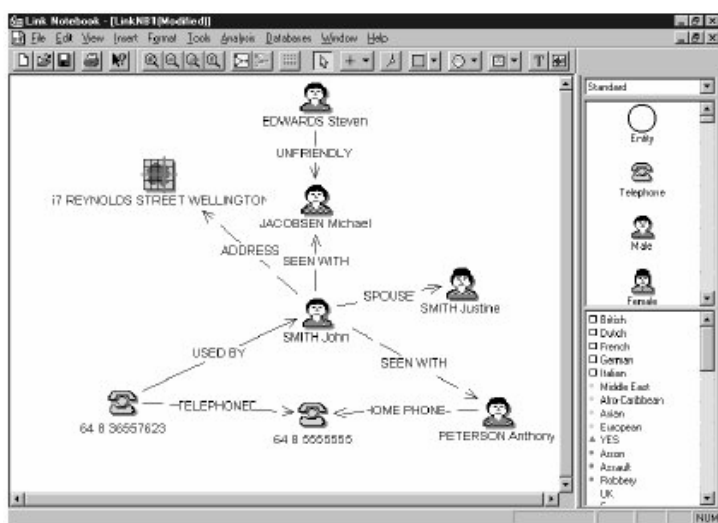 Link Notebook - [LinkNB1(Modified)]
File Edit View Insert Format Tools Analysis Databases Window Help
Standard
EDWARDS Steven
UNFRIENDLY
Entity
Telephone
i7 REYNOLDS STREET WELLINGTON
JACOBSEN Michael
Male
ADDRESS
SEEN WITH
Female
SPOUSE
SMITH Justine
SMITH John
USED BY
SEEN WITH
TELEPHONED
HOME PHONE
64 8 36557623
64 8 5555555
PETERSON Anthony
British
Dutch
French
German
Italian
Middle East
Afro-Caribbean
Asian
European
YES
Arson
Assault
Robbery
UK
NUM